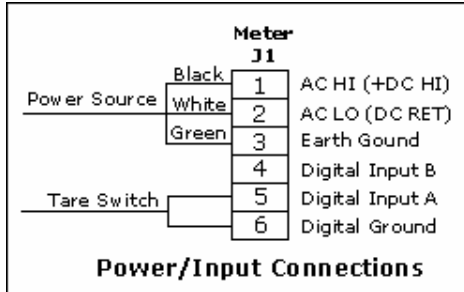 Meter
J1
Black 1 AC HI (+DC HI)
Power Source White 2 AC LO (DC RET)
Green 3 Earth Gound
4 Digital Input B
Tare Switch 5 Digital Input A
6 Digital Ground
Power/Input Connections